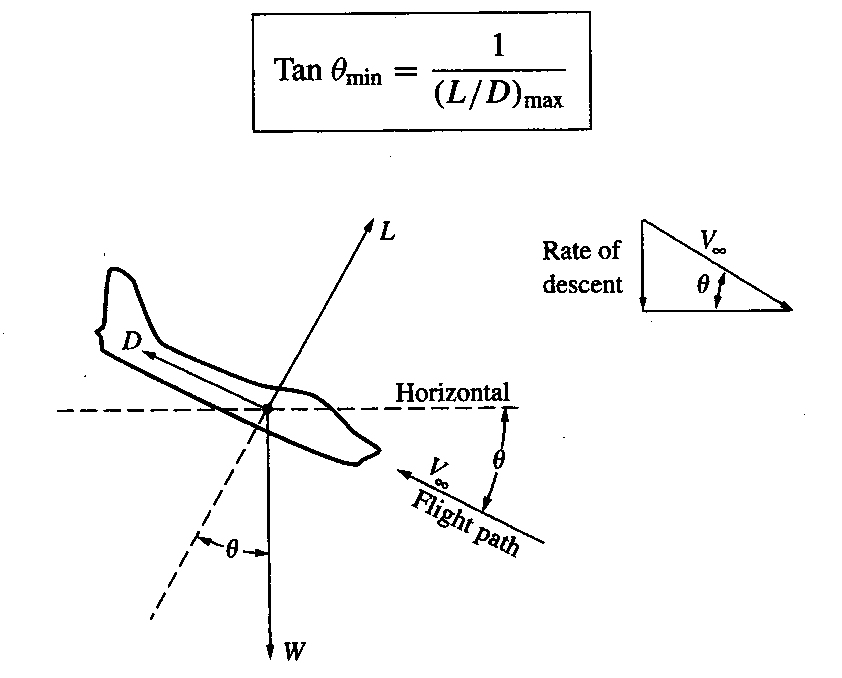 Tan θmin = 1 / (L/D)max
L
Rate of
descent
V∞
θ
D
Horizontal
θ
V∞
Flight path
θ
W